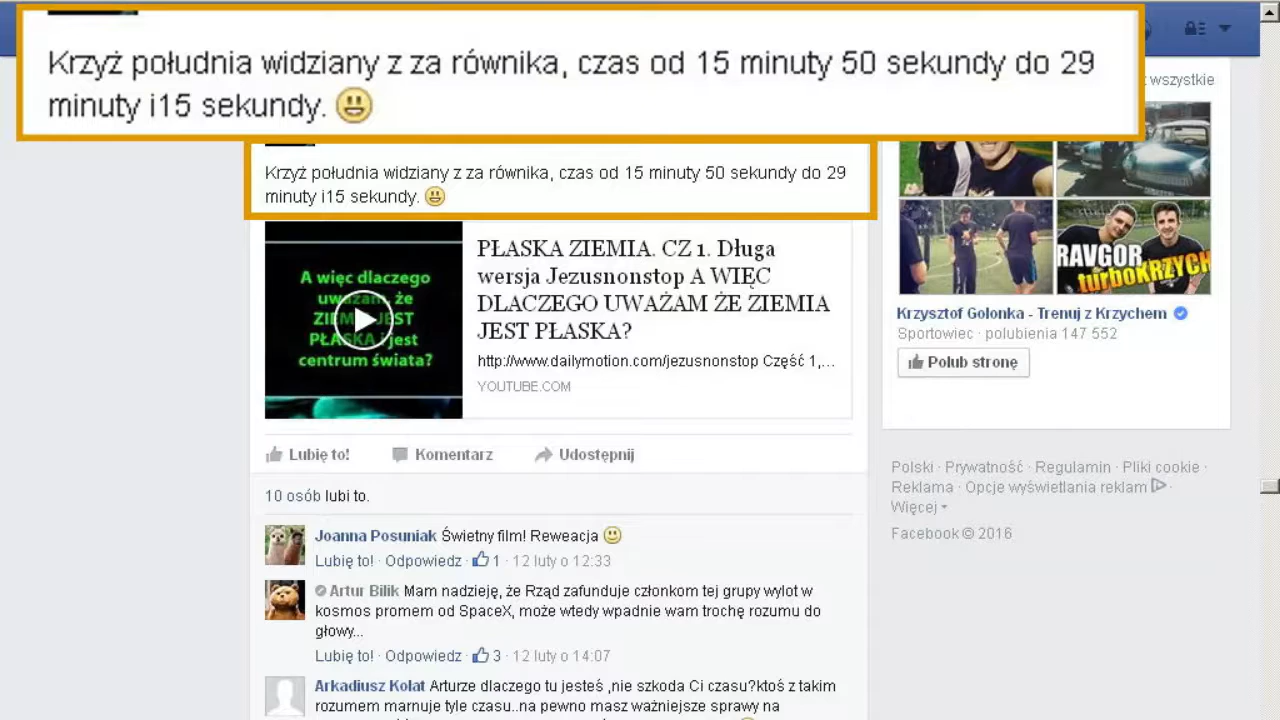 Krzyż południa widziany z za równika, czas od 15 minuty 50 sekundy do 29
minuty i15 sekundy.
Krzyż południa widziany z za równika, czas od 15 minuty 50 sekundy do 29
minuty i15 sekundy.
A więc dlaczego
uważam, że
ZIEMIA JEST
PŁASKA i jest
centrum świata?
PŁASKA ZIEMIA. CZ 1. Długa
wersja Jezusnonstop A WIĘC
DLACZEGO UWAŻAM ŻE ZIEMIA
JEST PŁASKA?
http://www.dailymotion.com/jezusnonstop Część 1,...
YOUTUBE.COM
Lubię to! Komentarz Udostępnij
10 osób lubi to.
Joanna Posuniak Świetny film! Reweacja
Lubię to! · Odpowiedz · 1 · 12 luty o 12:33
Artur Bilik Mam nadzieję, że Rząd zafunduje członkom tej grupy wylot w
kosmos promem od SpaceX, może wtedy wpadnie wam trochę rozumu do
głowy...
Lubię to! · Odpowiedz · 3 · 12 luty o 14:07
Arkadiusz Kołat Arturze dlaczego tu jesteś ,nie szkoda Ci czasu?ktoś z takim
rozumem marnuje tyle czasu..na pewno masz ważniejsze sprawy na
wszystkie
RAVGOR
turboKRZYCH
Krzysztof Golonka - Trenuj z Krzychem
Sportowiec · polubienia 147 552
Polub stronę
Polski · Prywatność · Regulamin · Pliki cookie ·
Reklama · Opcje wyświetlania reklam ·
Więcej
Facebook © 2016